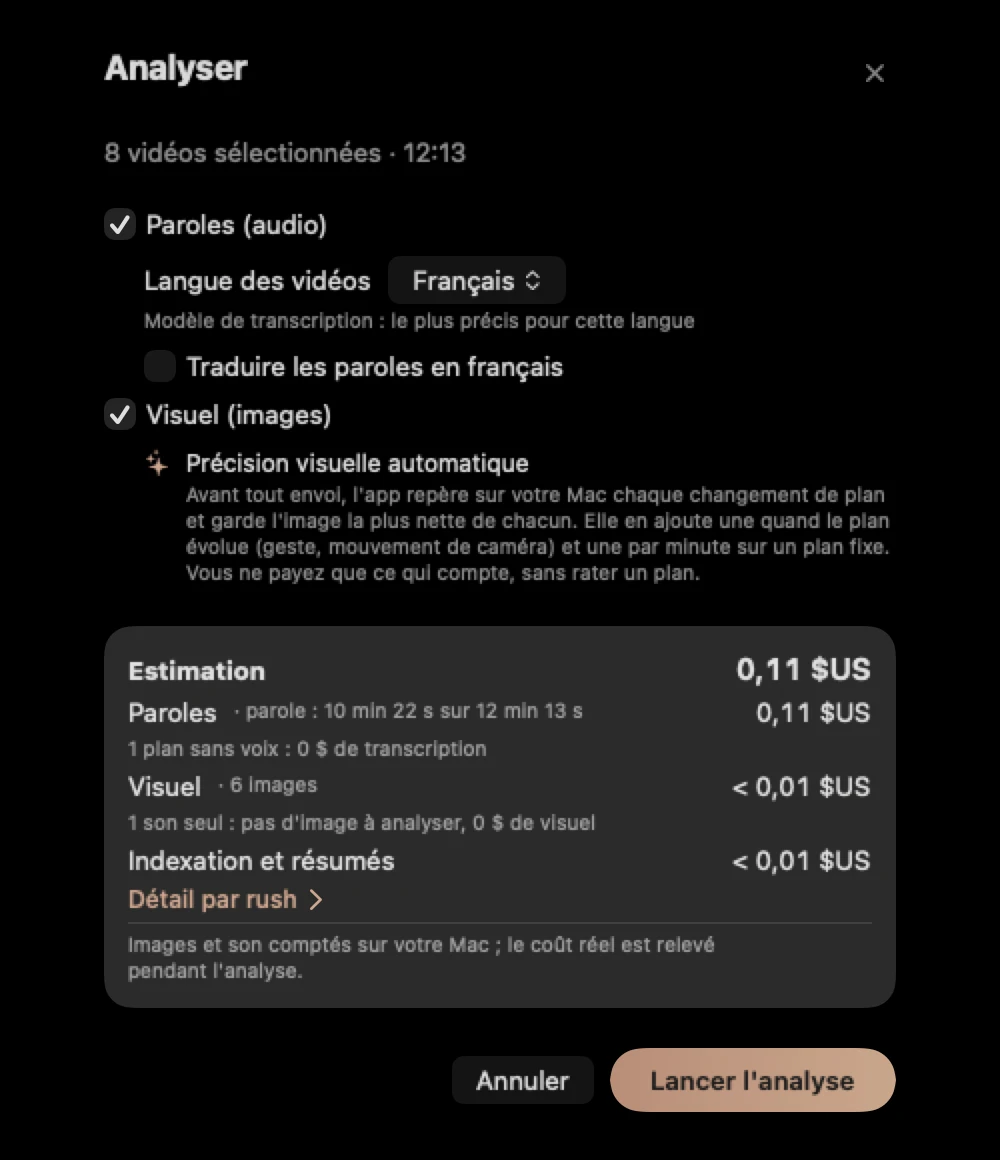 Analyser
8 vidéos sélectionnées · 12:13
Paroles (audio)
Langue des vidéos Français
Modèle de transcription : le plus précis pour cette langue
Traduire les paroles en français
Visuel (images)
Précision visuelle automatique
Avant tout envoi, l'app repère sur votre Mac chaque changement de plan
et garde l'image la plus nette de chacun. Elle en ajoute une quand le plan
évolue (geste, mouvement de caméra) et une par minute sur un plan fixe.
Vous ne payez que ce qui compte, sans rater un plan.
Estimation 0,11 $US
Paroles · parole : 10 min 22 s sur 12 min 13 s 0,11 $US
1 plan sans voix : 0 $ de transcription
Visuel · 6 images < 0,01 $US
1 son seul : pas d'image à analyser, 0 $ de visuel
Indexation et résumés < 0,01 $US
Détail par rush
Images et son comptés sur votre Mac ; le coût réel est relevé
pendant l'analyse.
Annuler Lancer l'analyse